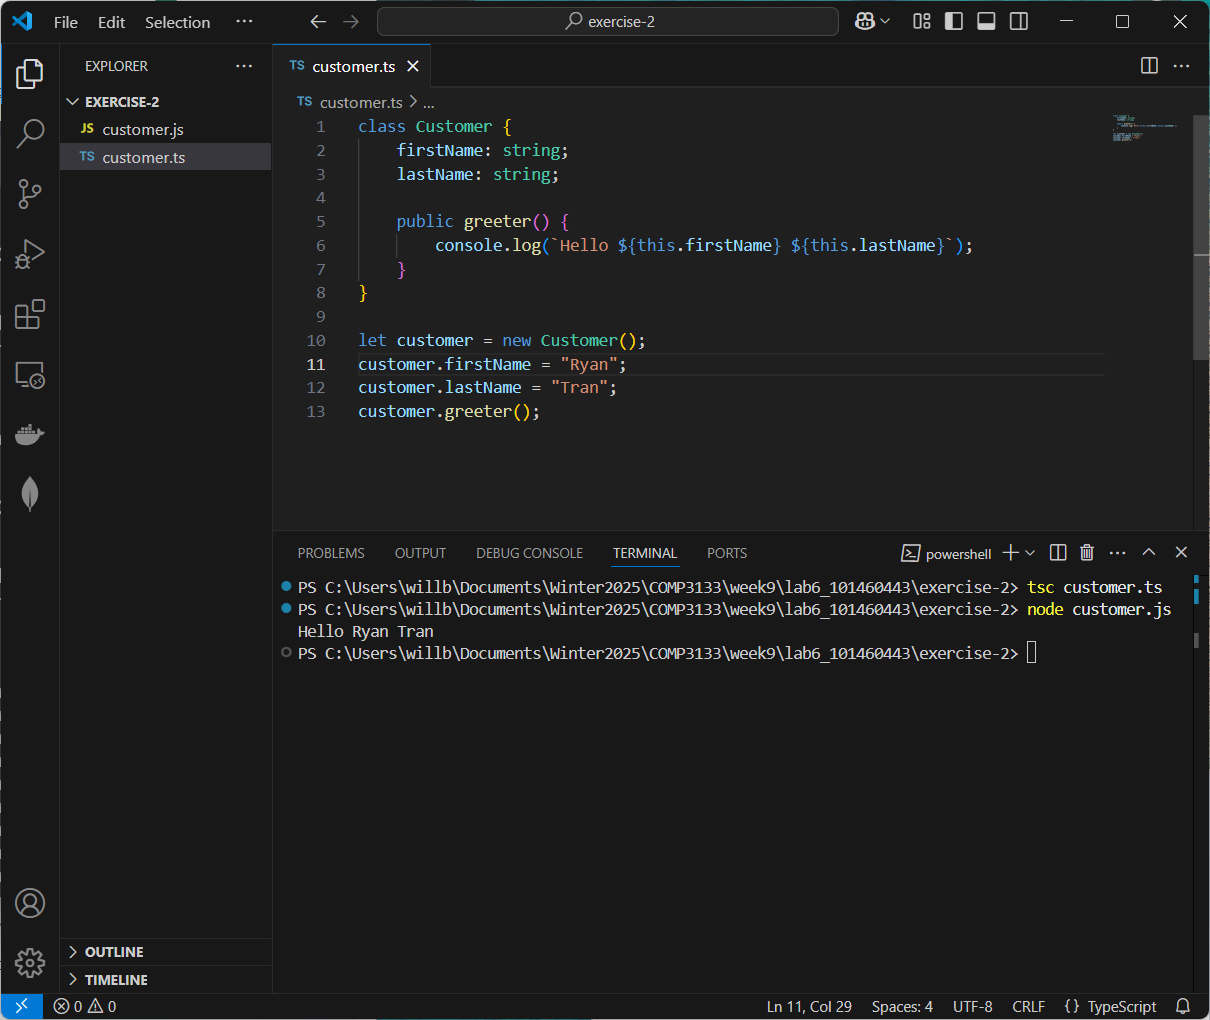 File Edit Selection ···
exercise-2
EXPLORER ···
EXERCISE-2
JS customer.js
TS customer.ts
TS customer.ts
TS customer.ts > ...
1 class Customer {
2     firstName: string;
3     lastName: string;
4
5     public greeter() {
6         console.log(`Hello ${this.firstName} ${this.lastName}`);
7     }
8 }
9
10 let customer = new Customer();
11 customer.firstName = "Ryan";
12 customer.lastName = "Tran";
13 customer.greeter();
PROBLEMS OUTPUT DEBUG CONSOLE TERMINAL PORTS powershell
PS C:\Users\willb\Documents\Winter2025\COMP3133\week9\lab6_101460443\exercise-2> tsc customer.ts
PS C:\Users\willb\Documents\Winter2025\COMP3133\week9\lab6_101460443\exercise-2> node customer.js
Hello Ryan Tran
PS C:\Users\willb\Documents\Winter2025\COMP3133\week9\lab6_101460443\exercise-2>
OUTLINE
TIMELINE
0 0 Ln 11, Col 29 Spaces: 4 UTF-8 CRLF {} TypeScript